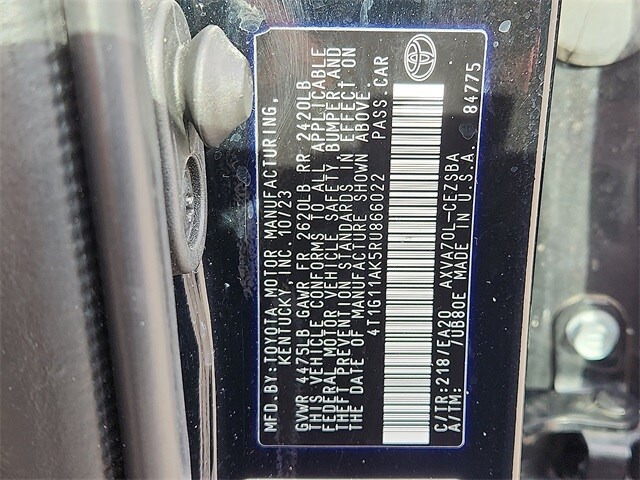 MFD.BY:TOYOTA MOTOR MANUFACTURING,
KENTUCKY, INC. 10/23
GVWR 4475LB GAWR FR 2620LB RR 2420LB
THIS VEHICLE CONFORMS TO ALL APPLICABLE
FEDERAL MOTOR VEHICLE SAFETY, BUMPER, AND
THEFT PREVENTION STANDARDS IN EFFECT ON
THE DATE OF MANUFACTURE SHOWN ABOVE.
4T1G11AK5RU866022 PASS.CAR
C/TR:218/EA20 AXVA70L-CEZSBA
A/TM: /UB80E MADE IN U.S.A. 84775